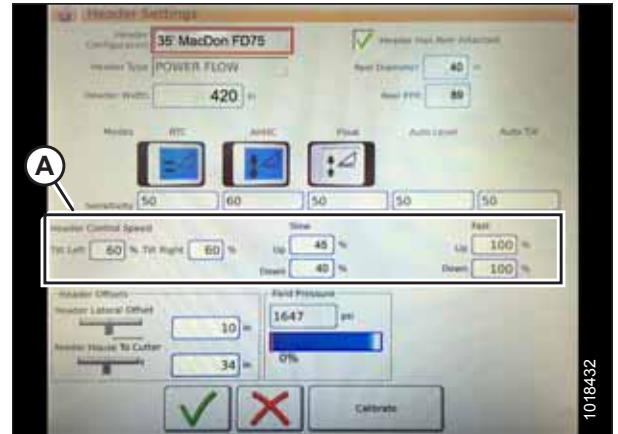 Header Settings
Header Configuration 35' MacDon FD75 Header Has Reel Attached
Header Type POWER FLOW Reel Diameter 40 in
Header Width 420 in Reel PPR 89
Modes RTC AHHC Float Auto Level Auto Tilt
Sensitivity 50 60 50 50 50
A
Header Control Speed Slow Fast
Tilt Left 60 % Tilt Right 60 % Up 45 % Up 100 %
Down 40 % Down 100 %
Header Offsets Field Pressure
Header Lateral Offset 1647 psi
10 in
Feeder House To Cutter
34 in 0%
Calibrate
1018432